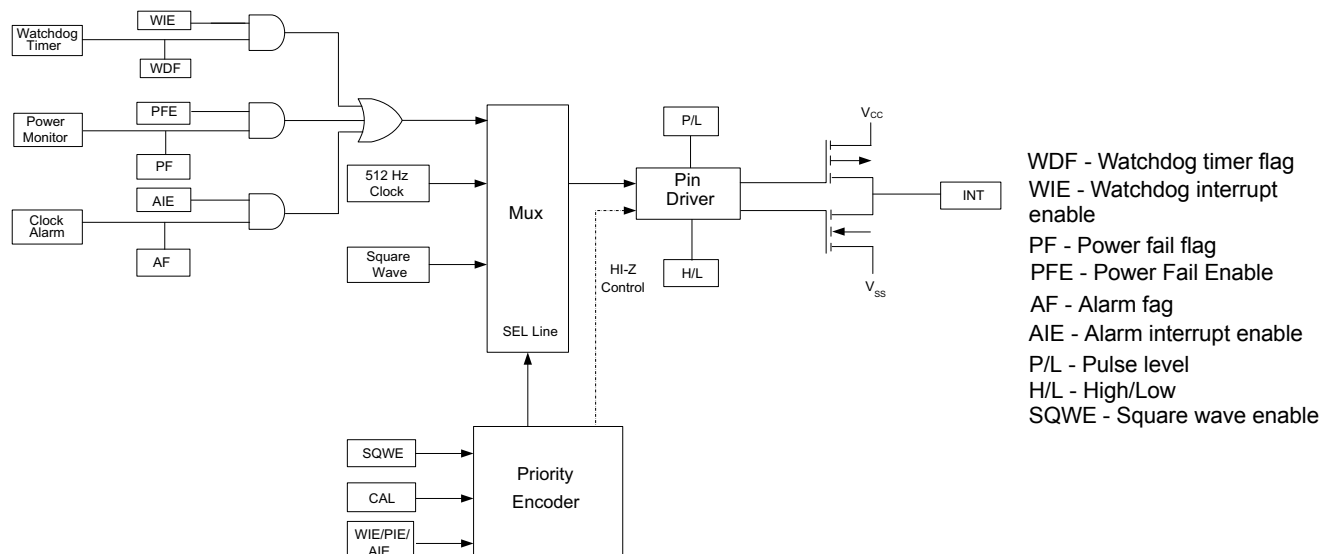 WIE
Watchdog
Timer
WDF
PFE
Power
Monitor
PF
AIE
Clock
Alarm
AF
512 Hz
Clock
Square
Wave
Mux
SEL Line
P/L
Pin
Driver
H/L
HI-Z
Control
VCC
INT
VSS
SQWE
CAL
WIE/PIE/
AIE
Priority
Encoder
WDF - Watchdog timer flag
WIE - Watchdog interrupt
enable
PF - Power fail flag
PFE - Power Fail Enable
AF - Alarm fag
AIE - Alarm interrupt enable
P/L - Pulse level
H/L - High/Low
SQWE - Square wave enable